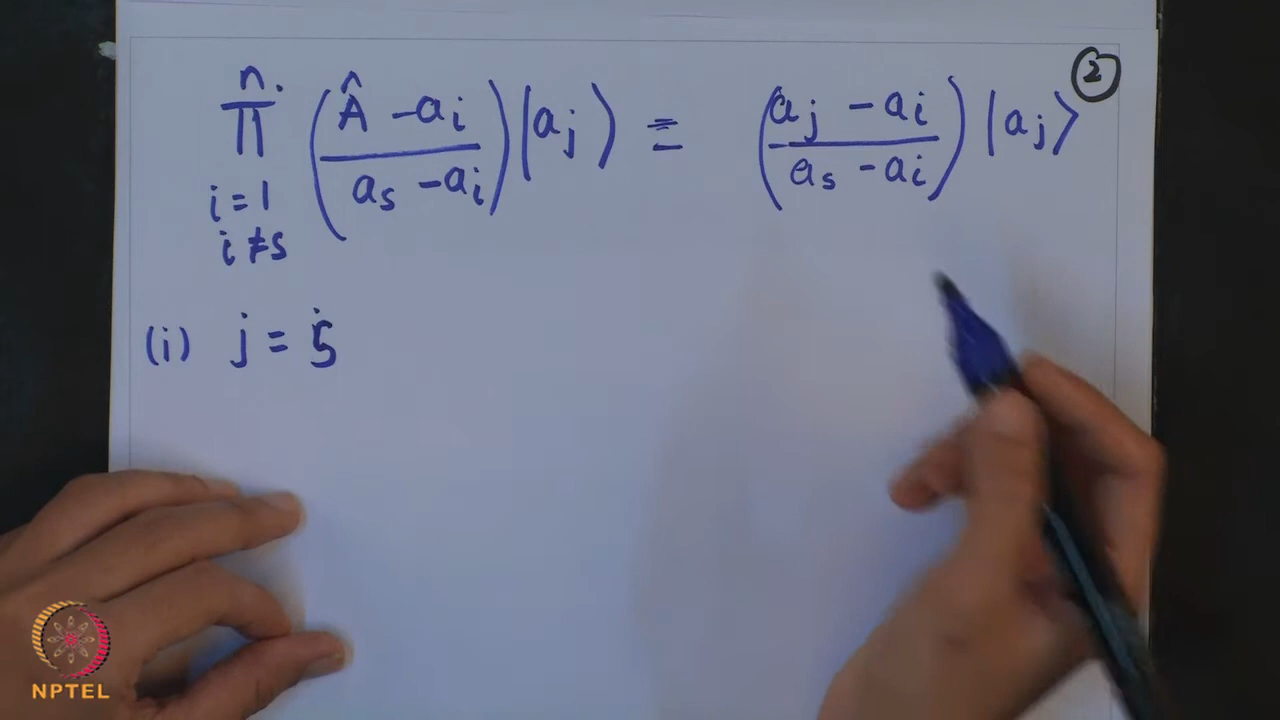 ②
n.
∏ (Â - aᵢ / aₛ - aᵢ) |aⱼ⟩ = (aⱼ - aᵢ / aₛ - aᵢ) |aⱼ⟩
i = 1
i ≠ s
(i) j = s
NPTEL